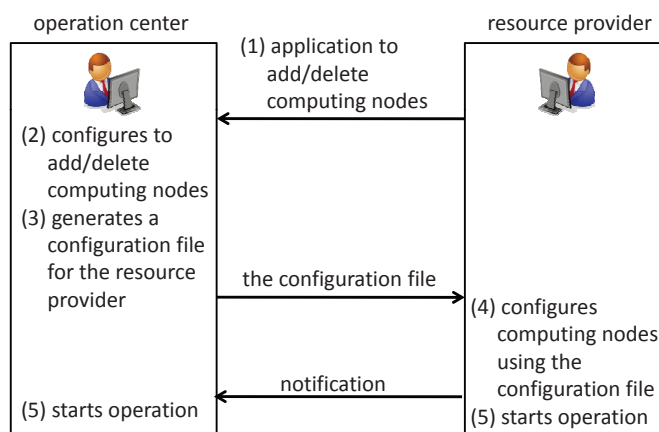 operation center
resource provider
(1) application to
add/delete
computing nodes
(2) configures to
add/delete
computing nodes
(3) generates a
configuration file
for the resource
provider
the configuration file
(4) configures
computing nodes
using the
configuration file
notification
(5) starts operation
(5) starts operation